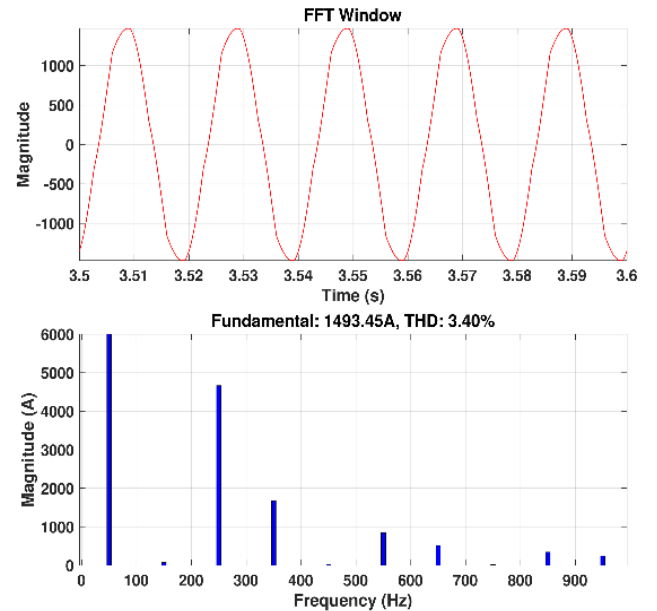 FFT Window
1000
500
0
-500
-1000
Magnitude
3.5 3.51 3.52 3.53 3.54 3.55 3.56 3.57 3.58 3.59 3.6
Time (s)
Fundamental: 1493.45A, THD: 3.40%
6000
5000
4000
3000
2000
1000
0
Magnitude (A)
0 100 200 300 400 500 600 700 800 900
Frequency (Hz)